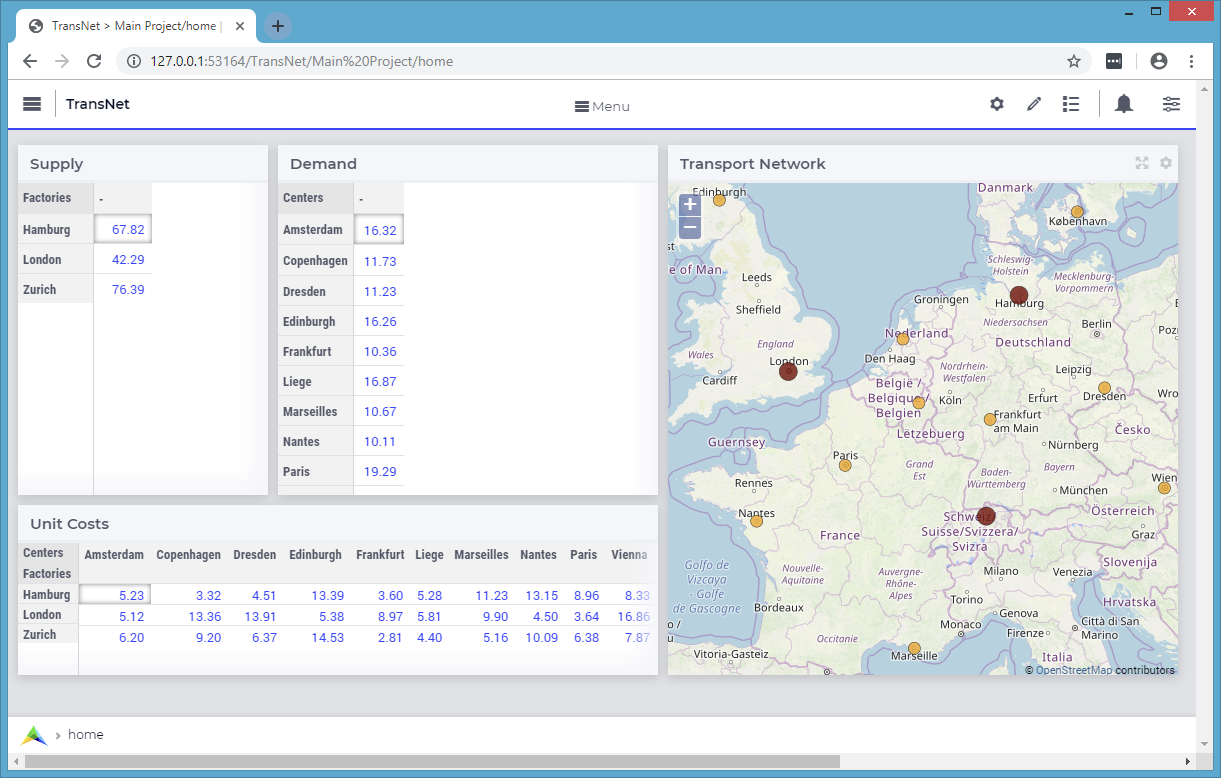 TransNet > Main Project/home |
127.0.0.1:53164/TransNet/Main%20Project/home
TransNet
Menu
Supply
Factories -
Hamburg 67.82
London 42.29
Zurich 76.39
Demand
Centers -
Amsterdam 16.32
Copenhagen 11.73
Dresden 11.23
Edinburgh 16.26
Frankfurt 10.36
Liege 16.87
Marseilles 10.67
Nantes 10.11
Paris 19.29
Unit Costs
Centers Amsterdam Copenhagen Dresden Edinburgh Frankfurt Liege Marseilles Nantes Paris Vienna
Factories
Hamburg 5.23 3.32 4.51 13.39 3.60 5.28 11.23 13.15 8.96 8.33
London 5.12 13.36 13.91 5.38 8.97 5.81 9.90 4.50 3.64 16.86
Zurich 6.20 9.20 6.37 14.53 2.81 4.40 5.16 10.09 6.38 7.87
Transport Network
+
−
Edinburgh
Danmark
København
st
e of Man
Leeds
Schleswig-
Holstein
Mecklenburg-
Vorpommern
Sheffield
Groningen
Hamburg
Niedersachsen
Berlin
Poz
England
Nederland
Deutschland
Wales
London
Den Haag
Cardiff
Nordrhein-
Westfalen
Leipzig
België /
Belgique /
Belgien
Köln
Erfurt
Dresden
Wro
Frankfurt
am Main
Lëtzebuerg
Česko
Guernsey
Nürnberg
Paris
Grand
Est
Baden-
Württemberg
Bayern
Rennes
München
Wien
Nantes
Schweiz/
Suisse/Svizzera/
Svizra
Österreich
France
Graz
Golfo de
Vizcaya
- Golfe
de Gascogne
Nouvelle-
Aquitaine
Auvergne-
Rhône-
Alpes
Milano
Venezia
Slovenija
Torino
Hrvatska
Bordeaux
Genova
Monaco
Firenze
Città di San
Marino
a /
u
Occitanie
Vitoria-Gasteiz
Marseille
Italia
© OpenStreetMap contributors
home